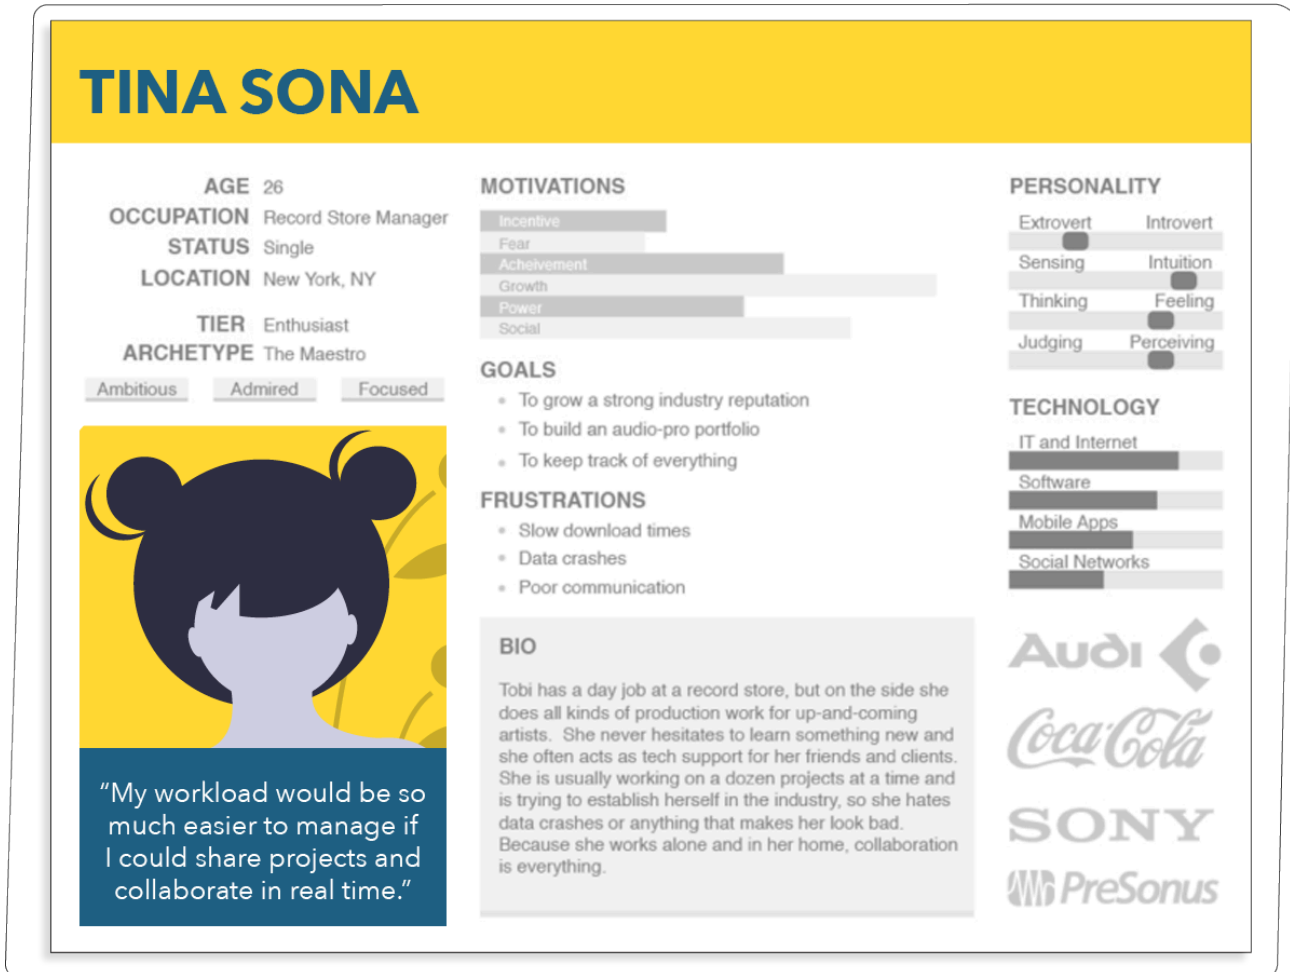 TINA SONA
AGE 26
OCCUPATION Record Store Manager
STATUS Single
LOCATION New York, NY
TIER Enthusiast
ARCHETYPE The Maestro
Ambitious Admired Focused
“My workload would be so
much easier to manage if
I could share projects and
collaborate in real time.”
MOTIVATIONS
Incentive
Fear
Acheivement
Growth
Power
Social
GOALS
• To grow a strong industry reputation
• To build an audio-pro portfolio
• To keep track of everything
FRUSTRATIONS
• Slow download times
• Data crashes
• Poor communication
BIO
Tobi has a day job at a record store, but on the side she
does all kinds of production work for up-and-coming
artists. She never hesitates to learn something new and
she often acts as tech support for her friends and clients.
She is usually working on a dozen projects at a time and
is trying to establish herself in the industry, so she hates
data crashes or anything that makes her look bad.
Because she works alone and in her home, collaboration
is everything.
PERSONALITY
Extrovert Introvert
Sensing Intuition
Thinking Feeling
Judging Perceiving
TECHNOLOGY
IT and Internet
Software
Mobile Apps
Social Networks
Audi
Coca-Cola
SONY
PreSonus